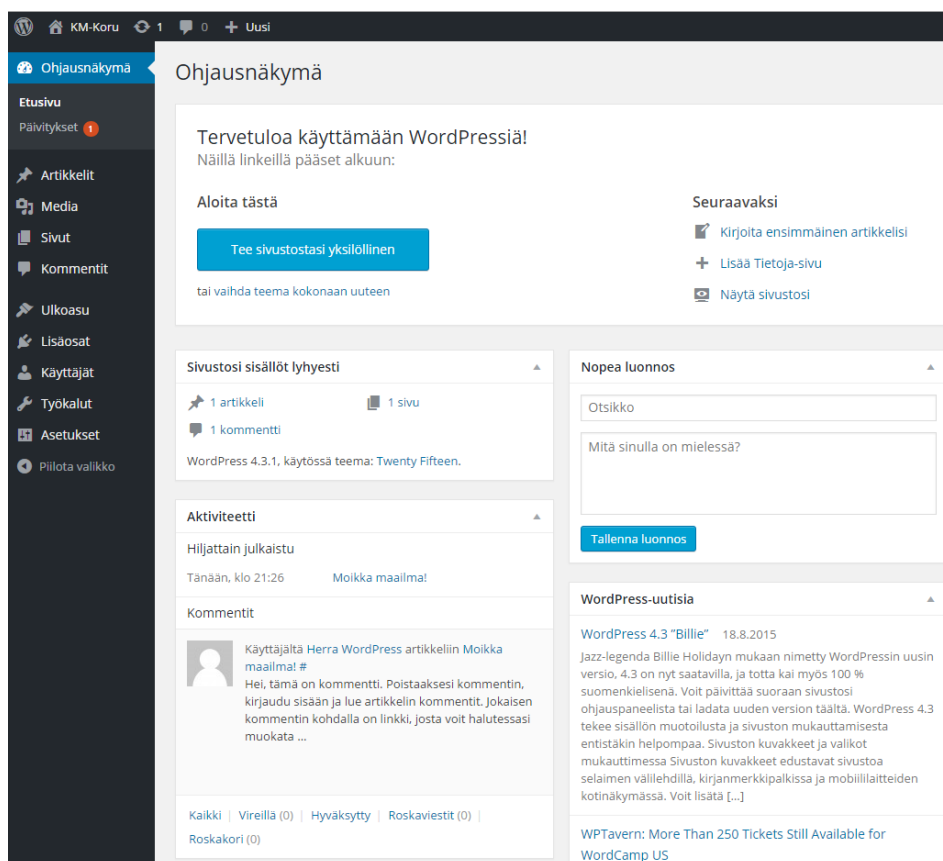 KM-Koru 1 0 + Uusi
Ohjausnäkymä
Etusivu
Päivitykset 1
Artikkelit
Media
Sivut
Kommentit
Ulkoasu
Lisäosat
Käyttäjät
Työkalut
Asetukset
Piilota valikko
Ohjausnäkymä
Tervetuloa käyttämään WordPressiä!
Näillä linkeillä pääset alkuun:
Aloita tästä
Tee sivustostasi yksilöllinen
tai vaihda teema kokonaan uuteen
Seuraavaksi
Kirjoita ensimmäinen artikkelisi
Lisää Tietoja-sivu
Näytä sivustosi
Sivustosi sisällöt lyhyesti
1 artikkeli 1 sivu
1 kommentti
WordPress 4.3.1, käytössä teema: Twenty Fifteen.
Aktiviteetti
Hiljattain julkaistu
Tänään, klo 21:26 Moikka maailma!
Kommentit
Käyttäjältä Herra WordPress artikkeliin Moikka
maailma! #
Hei, tämä on kommentti. Poistaaksesi kommentin,
kirjaudu sisään ja lue artikkelin kommentit. Jokaisen
kommentin kohdalla on linkki, josta voit halutessasi
muokata ...
Kaikki | Vireillä (0) | Hyväksytty | Roskaviestit (0) |
Roskakori (0)
Nopea luonnos
Otsikko
Mitä sinulla on mielessä?
Tallenna luonnos
WordPress-uutisia
WordPress 4.3 ”Billie” 18.8.2015
Jazz-legenda Billie Holidayn mukaan nimetty WordPressin uusin
versio, 4.3 on nyt saatavilla, ja totta kai myös 100 %
suomenkielisenä. Voit päivittää suoraan sivustosi
ohjauspaneelista tai ladata uuden version täältä. WordPress 4.3
tekee sisällön muotoilusta ja sivuston mukauttamisesta
entistäkin helpompaa. Sivuston kuvakkeet ja valikot
mukauttimessa Sivuston kuvakkeet edustavat sivustoa
selaimen välilehdillä, kirjanmerkkipalkissa ja mobiililaitteiden
kotinäkymässä. Voit lisätä [...]
WPTavern: More Than 250 Tickets Still Available for
WordCamp US